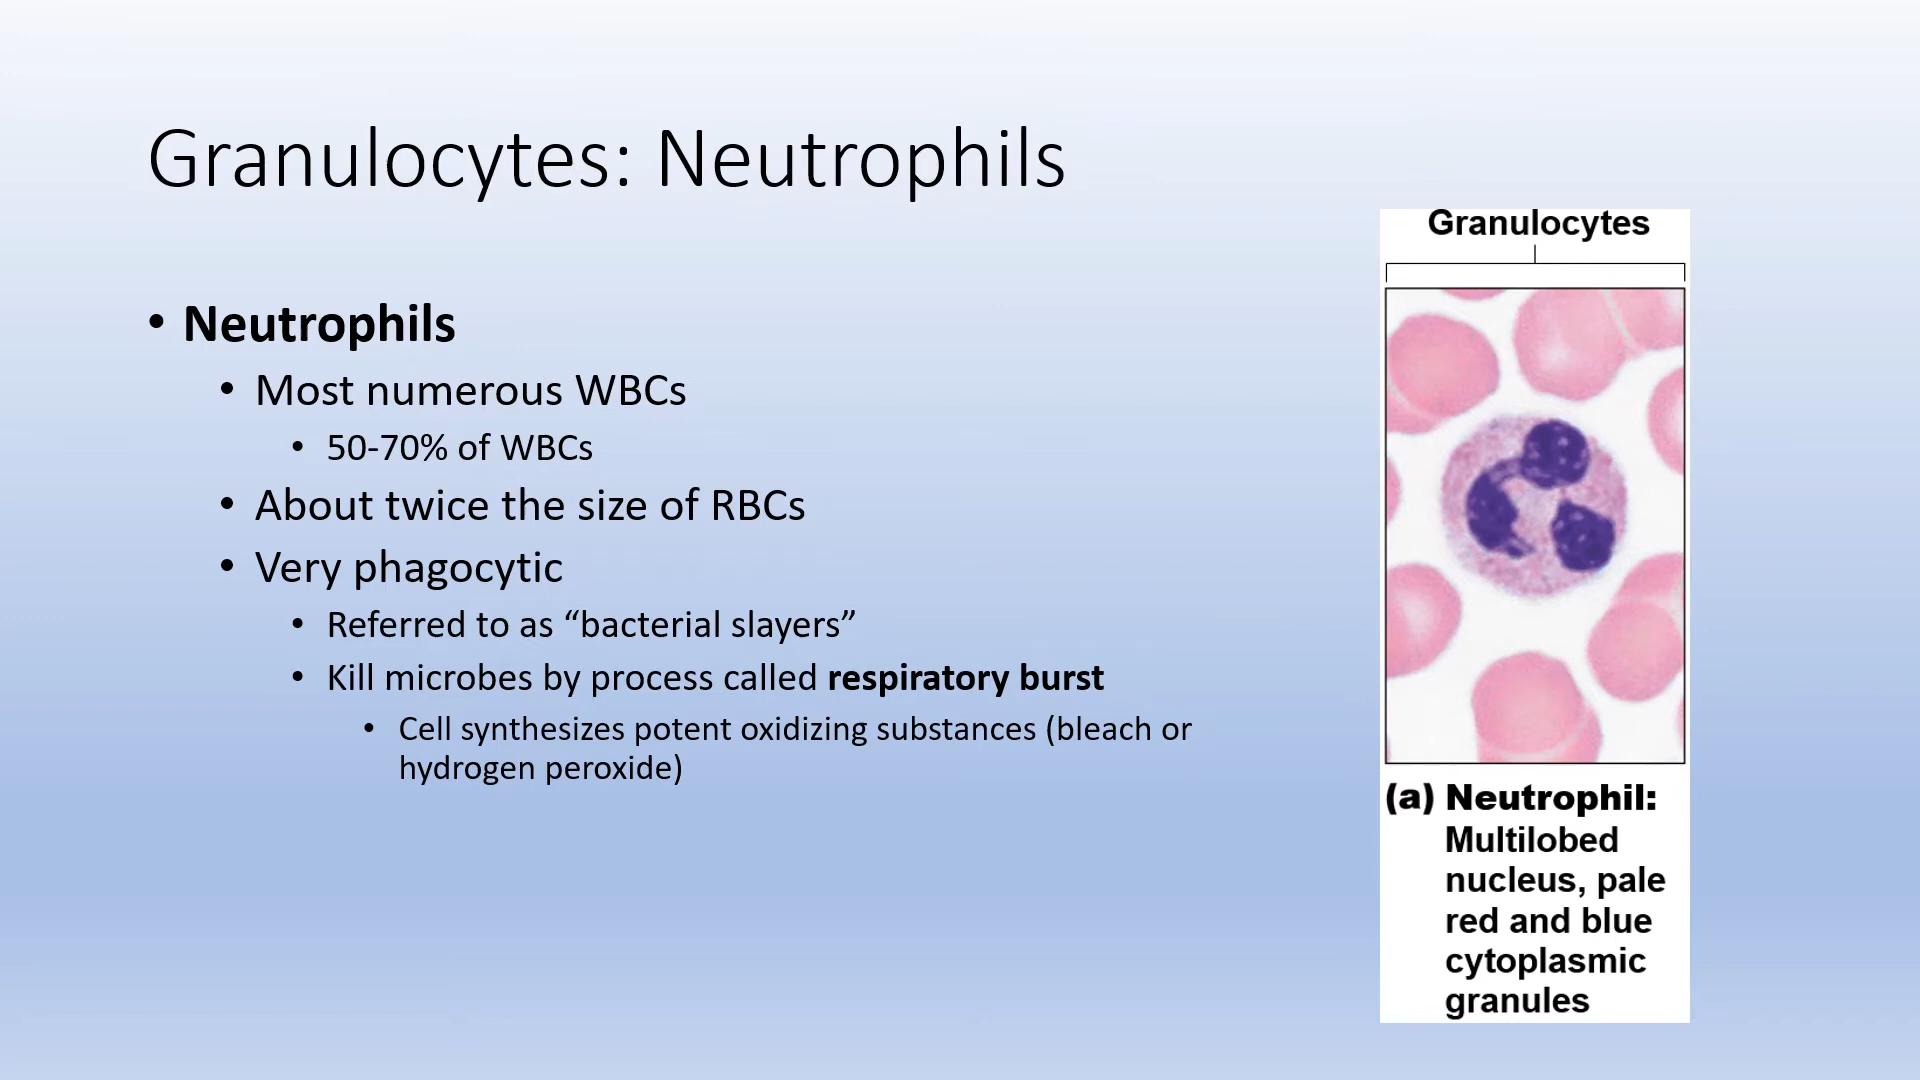 Granulocytes: Neutrophils
• Neutrophils
• Most numerous WBCs
• 50-70% of WBCs
• About twice the size of RBCs
• Very phagocytic
• Referred to as “bacterial slayers”
• Kill microbes by process called respiratory burst
• Cell synthesizes potent oxidizing substances (bleach or
hydrogen peroxide)
Granulocytes
(a) Neutrophil:
Multilobed
nucleus, pale
red and blue
cytoplasmic
granules